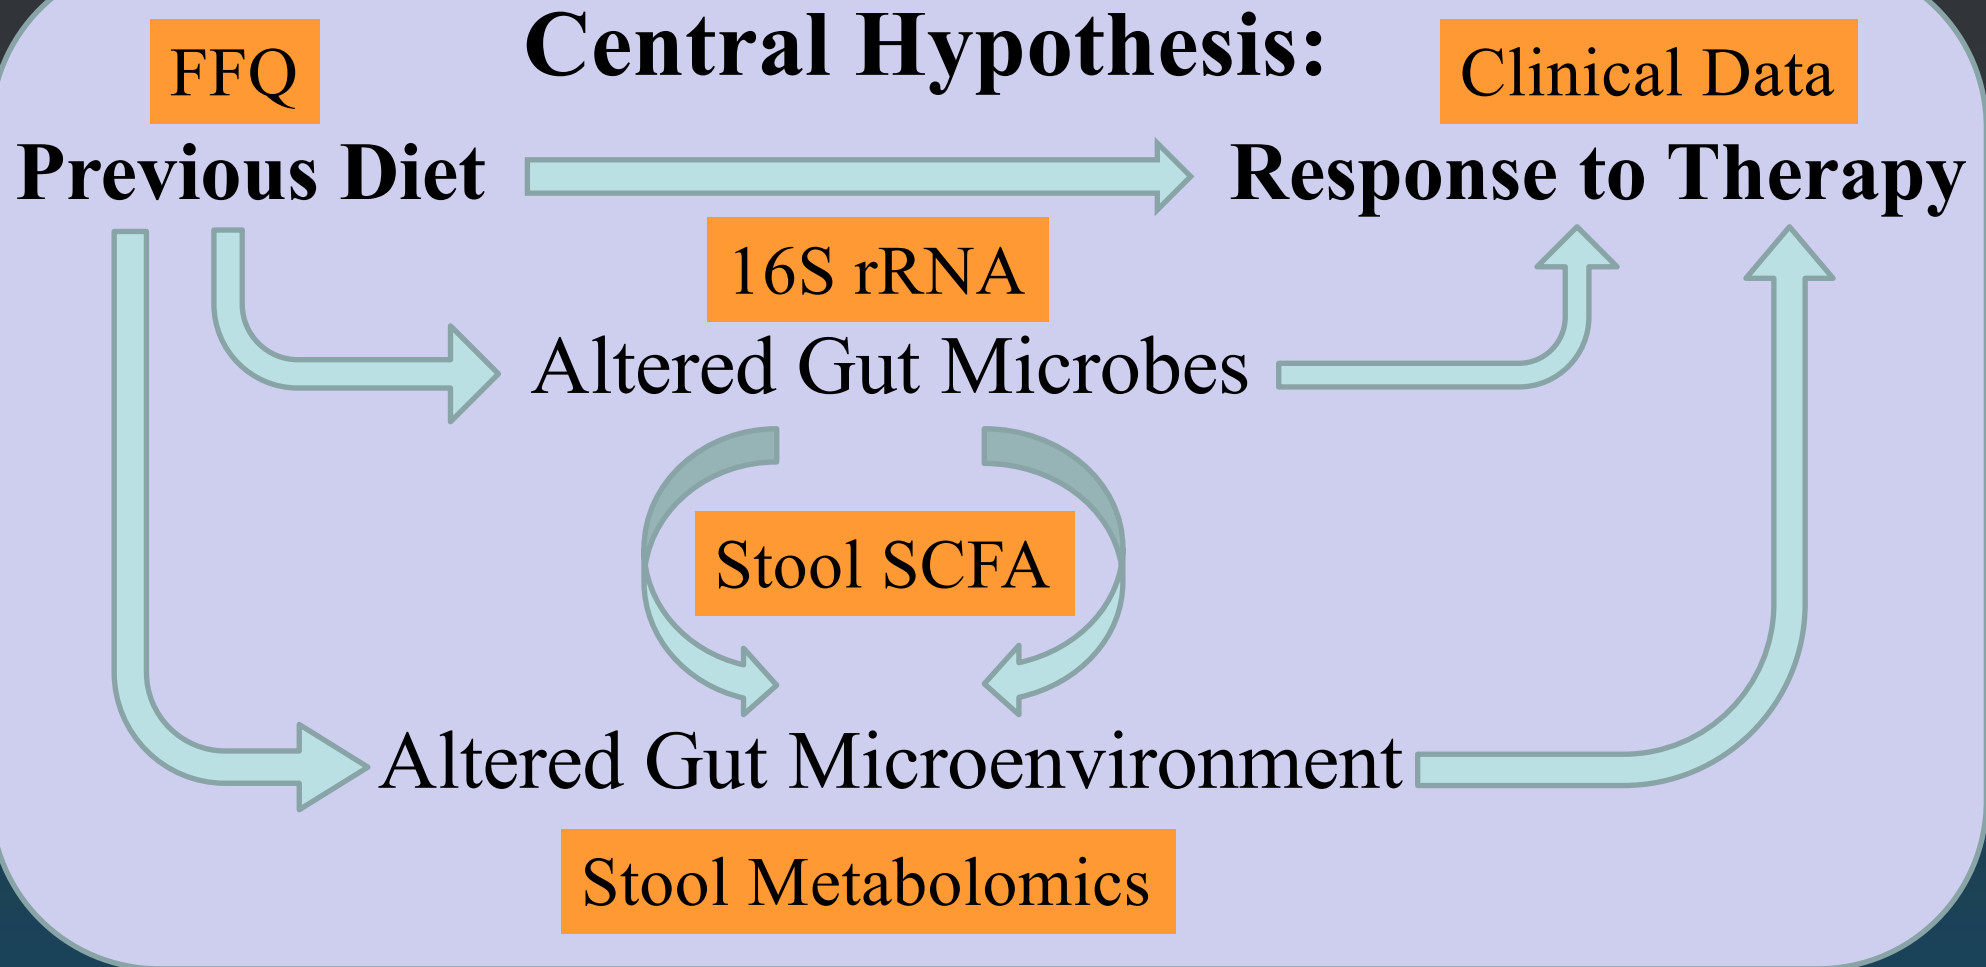 Central Hypothesis:
FFQ
Clinical Data
Previous Diet
Response to Therapy
16S rRNA
Altered Gut Microbes
Stool SCFA
Altered Gut Microenvironment
Stool Metabolomics